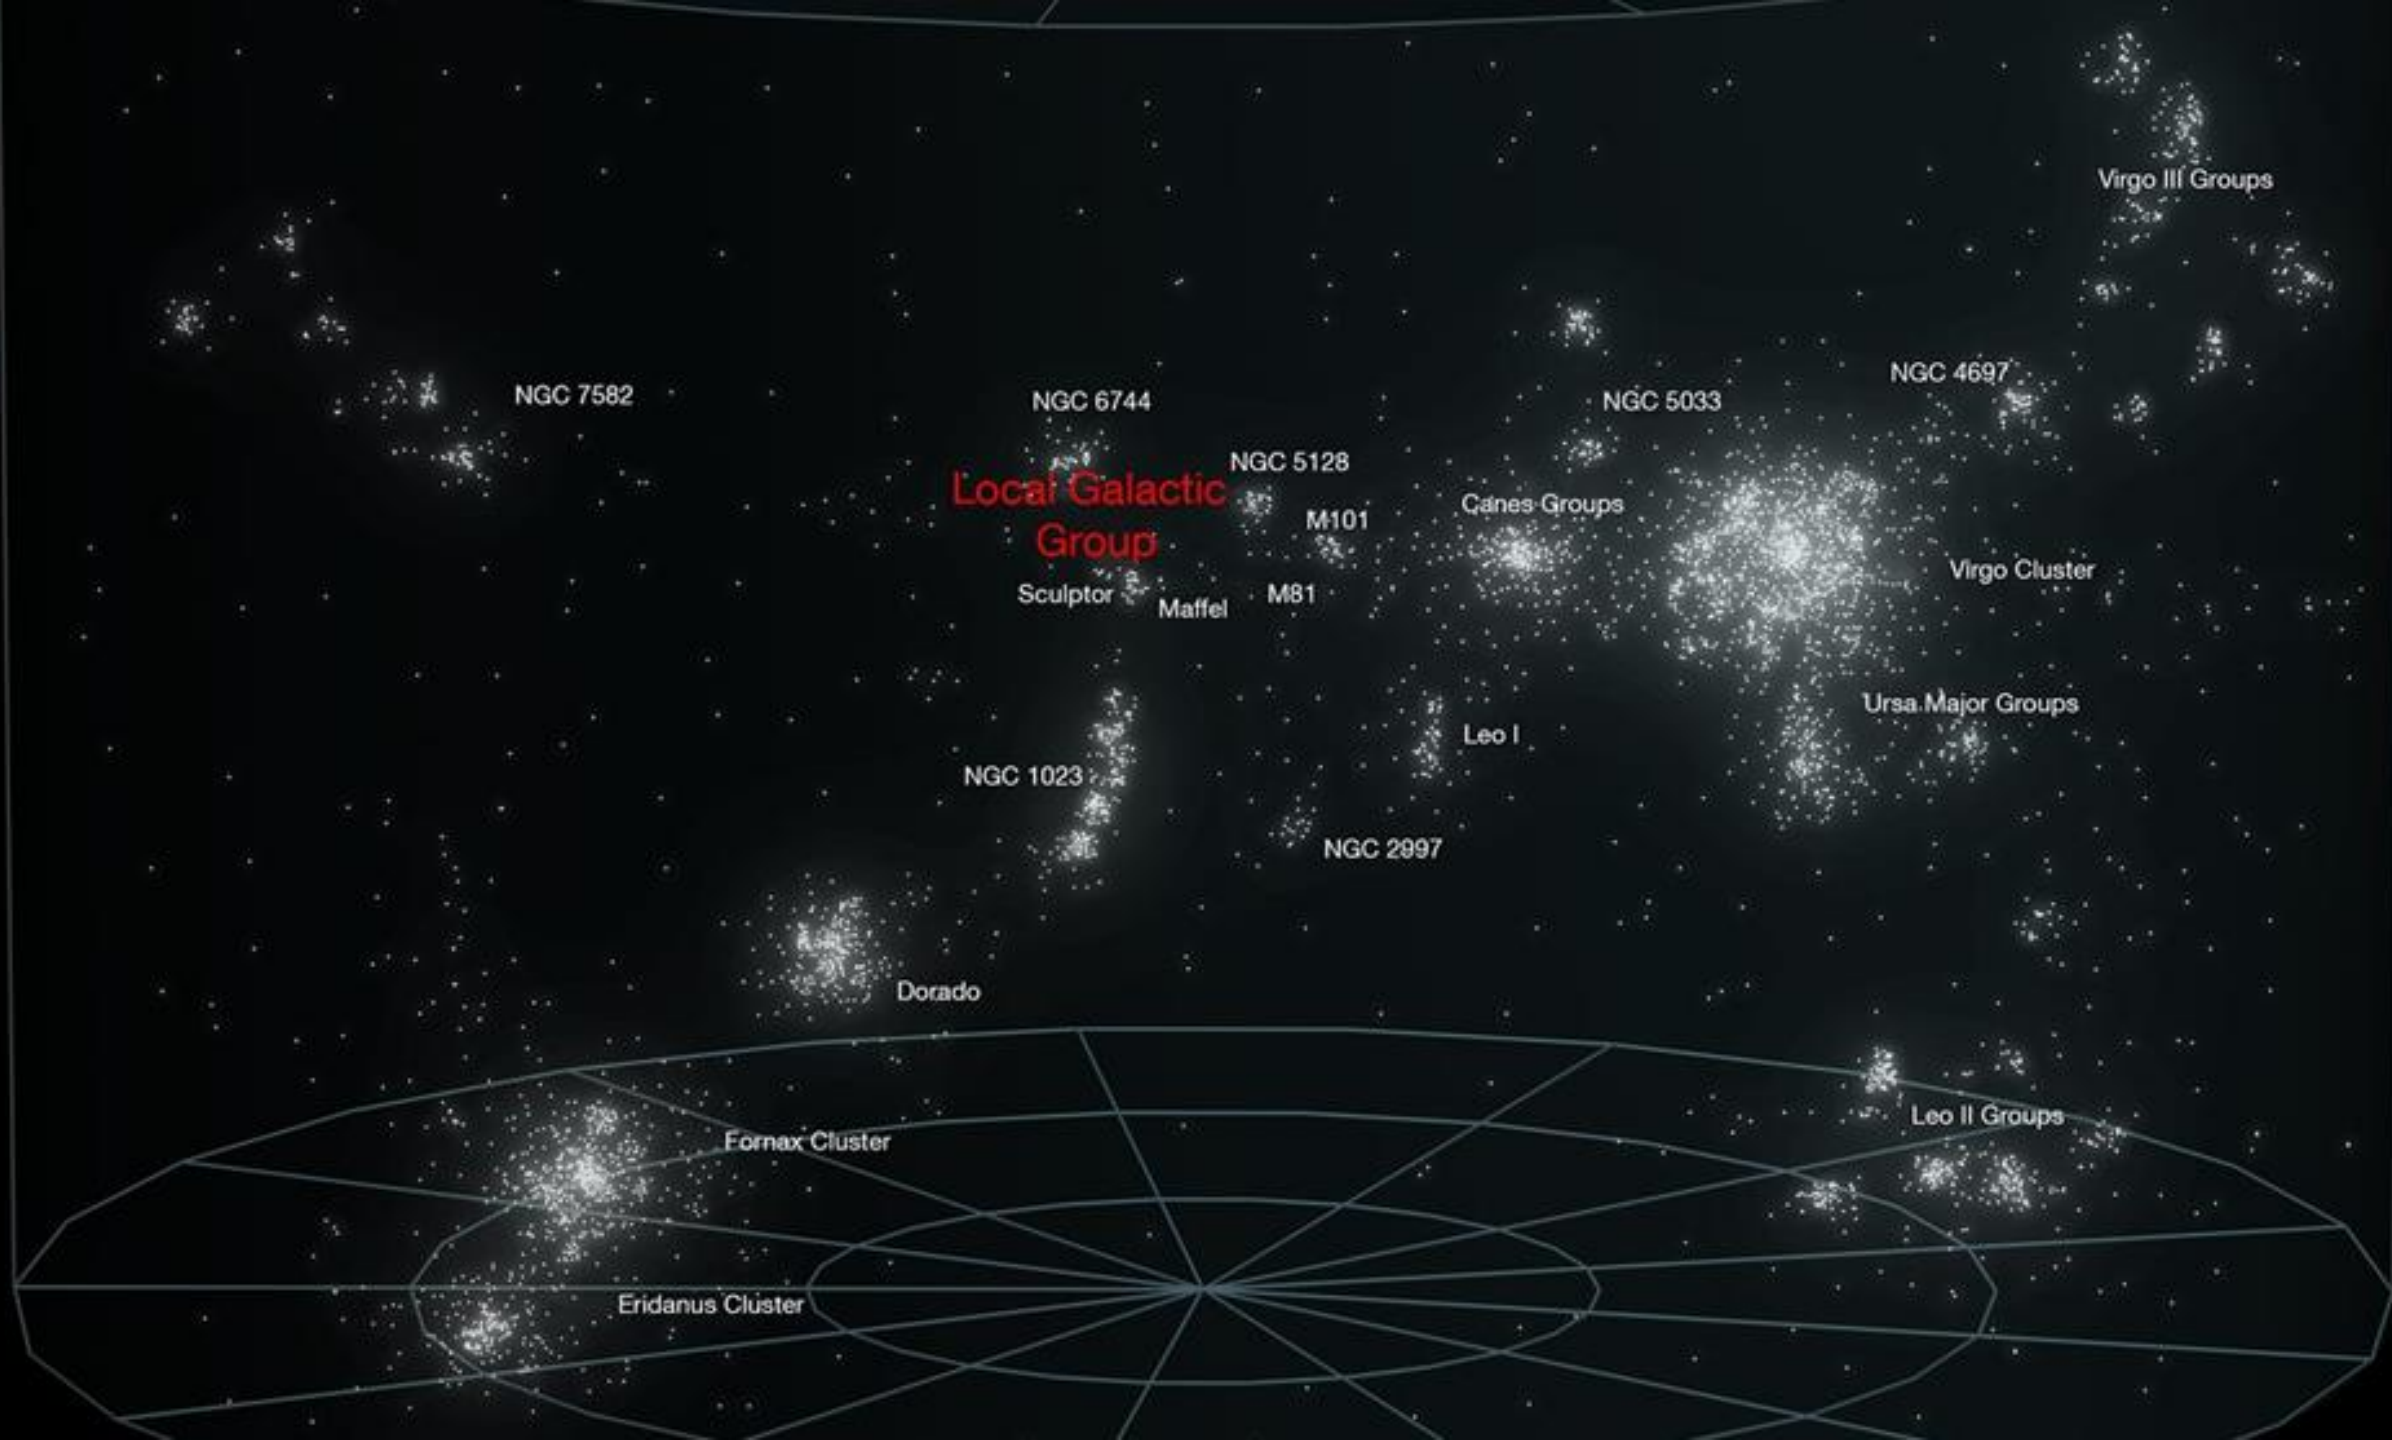 Virgo III Groups
NGC 4697
NGC 7582
NGC 6744
NGC 5033
NGC 5128
Local Galactic
Group
Canes Groups
M101
Virgo Cluster
Sculptor
Maffel
M81
Ursa Major Groups
Leo I
NGC 1023
NGC 2997
Dorado
Leo II Groups
Fornax Cluster
Eridanus Cluster